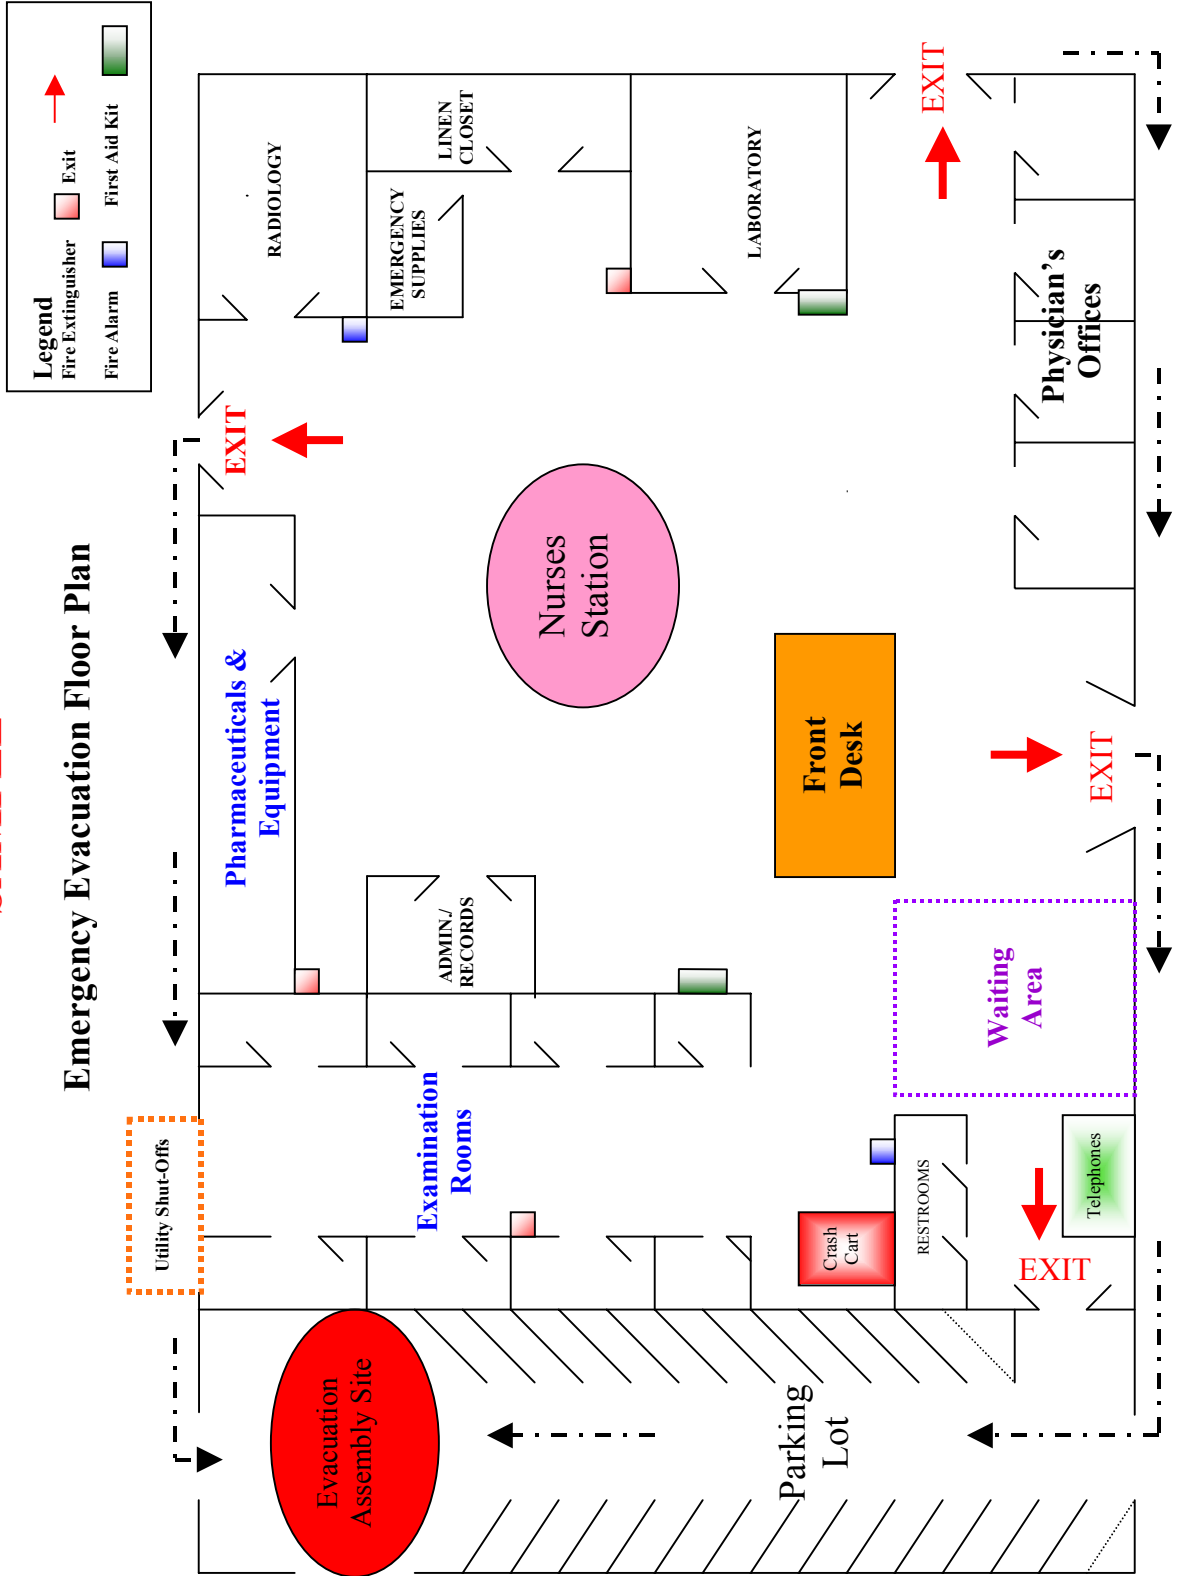 Emergency Evacuation Floor Plan
Legend
Fire Extinguisher
Exit
Fire Alarm
First Aid Kit
Utility Shut-Offs
Pharmaceuticals &
Equipment
EXIT
RADIOLOGY
Evacuation
Assembly Site
Examination
Rooms
ADMIN./
RECORDS
EMERGENCY
SUPPLIES
LINEN
CLOSET
Nurses
Station
LABORATORY
Parking
Lot
Crash
Cart
Front
Desk
RESTROOMS
EXIT
Waiting
Area
EXIT
Telephones
EXIT
Physician's
Offices